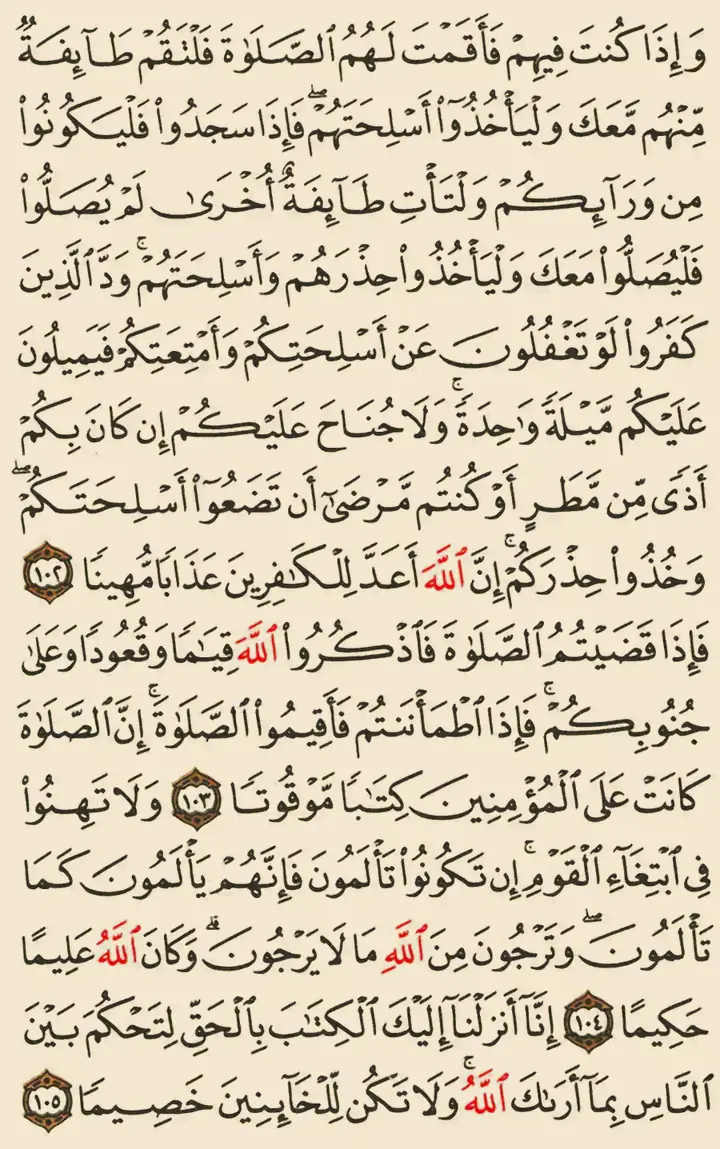 وَإِذَا كُنتَ فِيهِمْ فَأَقَمْتَ لَهُمُ ٱلصَّلَوٰةَ فَلْتَقُمْ طَآئِفَةٌ
مِّنْهُم مَّعَكَ وَلْيَأْخُذُوٓا۟ أَسْلِحَتَهُمْۖ فَإِذَا سَجَدُوا۟ فَلْيَكُونُوا۟
مِن وَرَآئِكُمْ وَلْتَأْتِ طَآئِفَةٌ أُخْرَىٰ لَمْ يُصَلُّوا۟
فَلْيُصَلُّوا۟ مَعَكَ وَلْيَأْخُذُوا۟ حِذْرَهُمْ وَأَسْلِحَتَهُمْۚ وَدَّ ٱلَّذِينَ
كَفَرُوا۟ لَوْ تَغْفُلُونَ عَنْ أَسْلِحَتِكُمْ وَأَمْتِعَتِكُمْ فَيَمِيلُونَ
عَلَيْكُم مَّيْلَةً وَٰحِدَةًۚ وَلَا جُنَاحَ عَلَيْكُمْ إِن كَانَ بِكُمْ
أَذًى مِّن مَّطَرٍ أَوْ كُنتُم مَّرْضَىٰٓ أَن تَضَعُوٓا۟ أَسْلِحَتَكُمْۖ
وَخُذُوا۟ حِذْرَكُمْۚ إِنَّ ٱللَّهَ أَعَدَّ لِلْكَٰفِرِينَ عَذَابًا مُّهِينًا ١٠٢
فَإِذَا قَضَيْتُمُ ٱلصَّلَوٰةَ فَٱذْكُرُوا۟ ٱللَّهَ قِيَٰمًا وَقُعُودًا وَعَلَىٰ
جُنُوبِكُمْۚ فَإِذَا ٱطْمَأْنَنتُمْ فَأَقِيمُوا۟ ٱلصَّلَوٰةَۚ إِنَّ ٱلصَّلَوٰةَ
كَانَتْ عَلَى ٱلْمُؤْمِنِينَ كِتَٰبًا مَّوْقُوتًا ١٠٣ وَلَا تَهِنُوا۟
فِى ٱبْتِغَآءِ ٱلْقَوْمِۚ إِن تَكُونُوا۟ تَأْلَمُونَ فَإِنَّهُمْ يَأْلَمُونَ كَمَا
تَأْلَمُونَۖ وَتَرْجُونَ مِنَ ٱللَّهِ مَا لَا يَرْجُونَۗ وَكَانَ ٱللَّهُ عَلِيمًا
حَكِيمًا ١٠٤ إِنَّآ أَنزَلْنَآ إِلَيْكَ ٱلْكِتَٰبَ بِٱلْحَقِّ لِتَحْكُمَ بَيْنَ
ٱلنَّاسِ بِمَآ أَرَىٰكَ ٱللَّهُۚ وَلَا تَكُن لِّلْخَآئِنِينَ خَصِيمًا ١٠٥